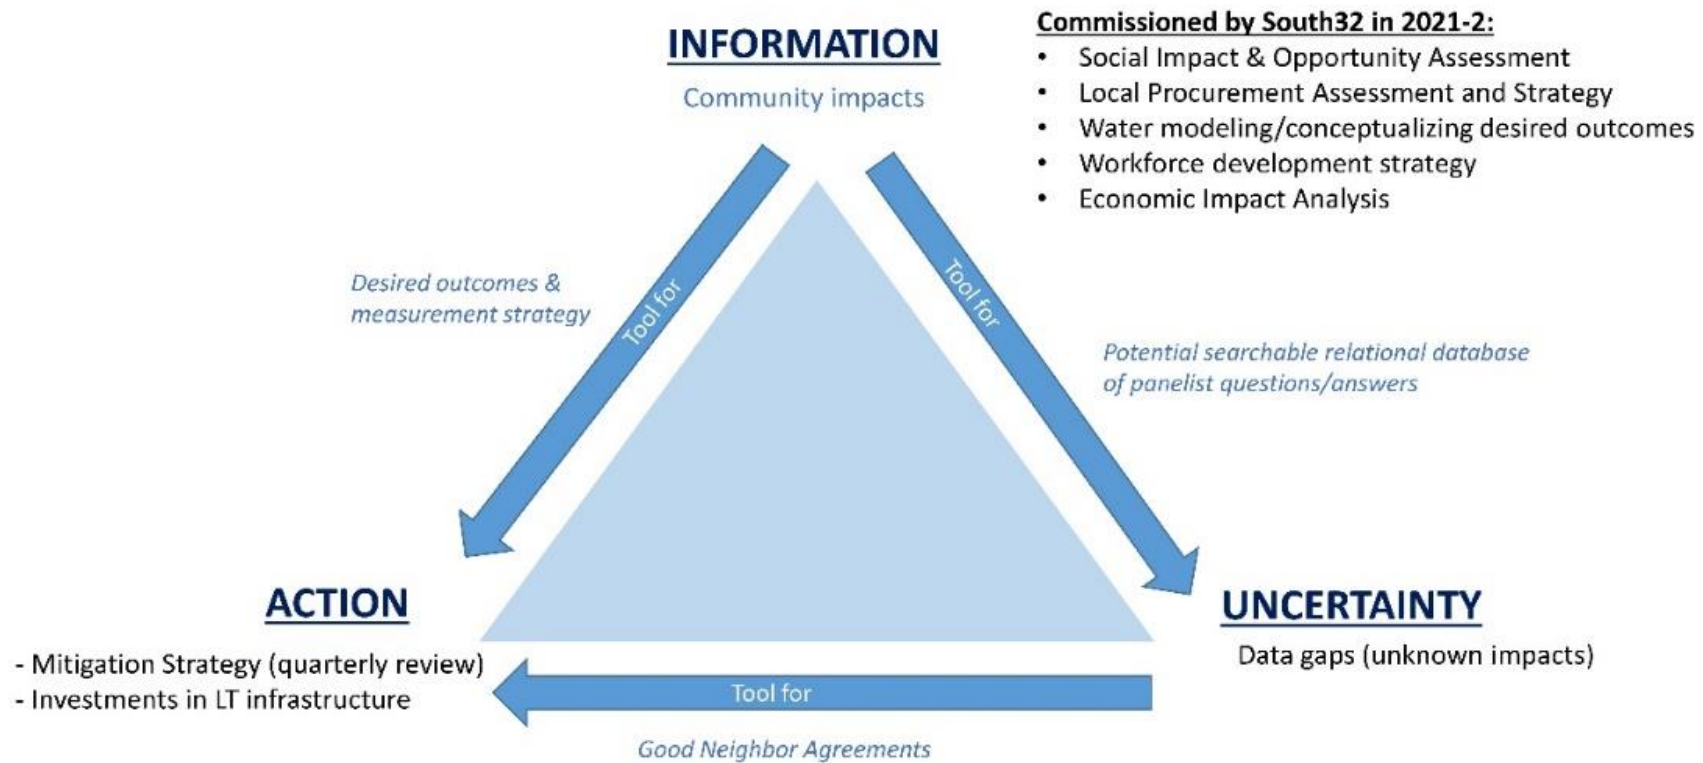 INFORMATION
Community impacts
Commissioned by South32 in 2021-2:
• Social Impact & Opportunity Assessment
• Local Procurement Assessment and Strategy
• Water modeling/conceptualizing desired outcomes
• Workforce development strategy
• Economic Impact Analysis
Desired outcomes &
measurement strategy
Tool for
Tool for
Potential searchable relational database
of panelist questions/answers
ACTION
- Mitigation Strategy (quarterly review)
- Investments in LT infrastructure
UNCERTAINTY
Data gaps (unknown impacts)
Tool for
Good Neighbor Agreements